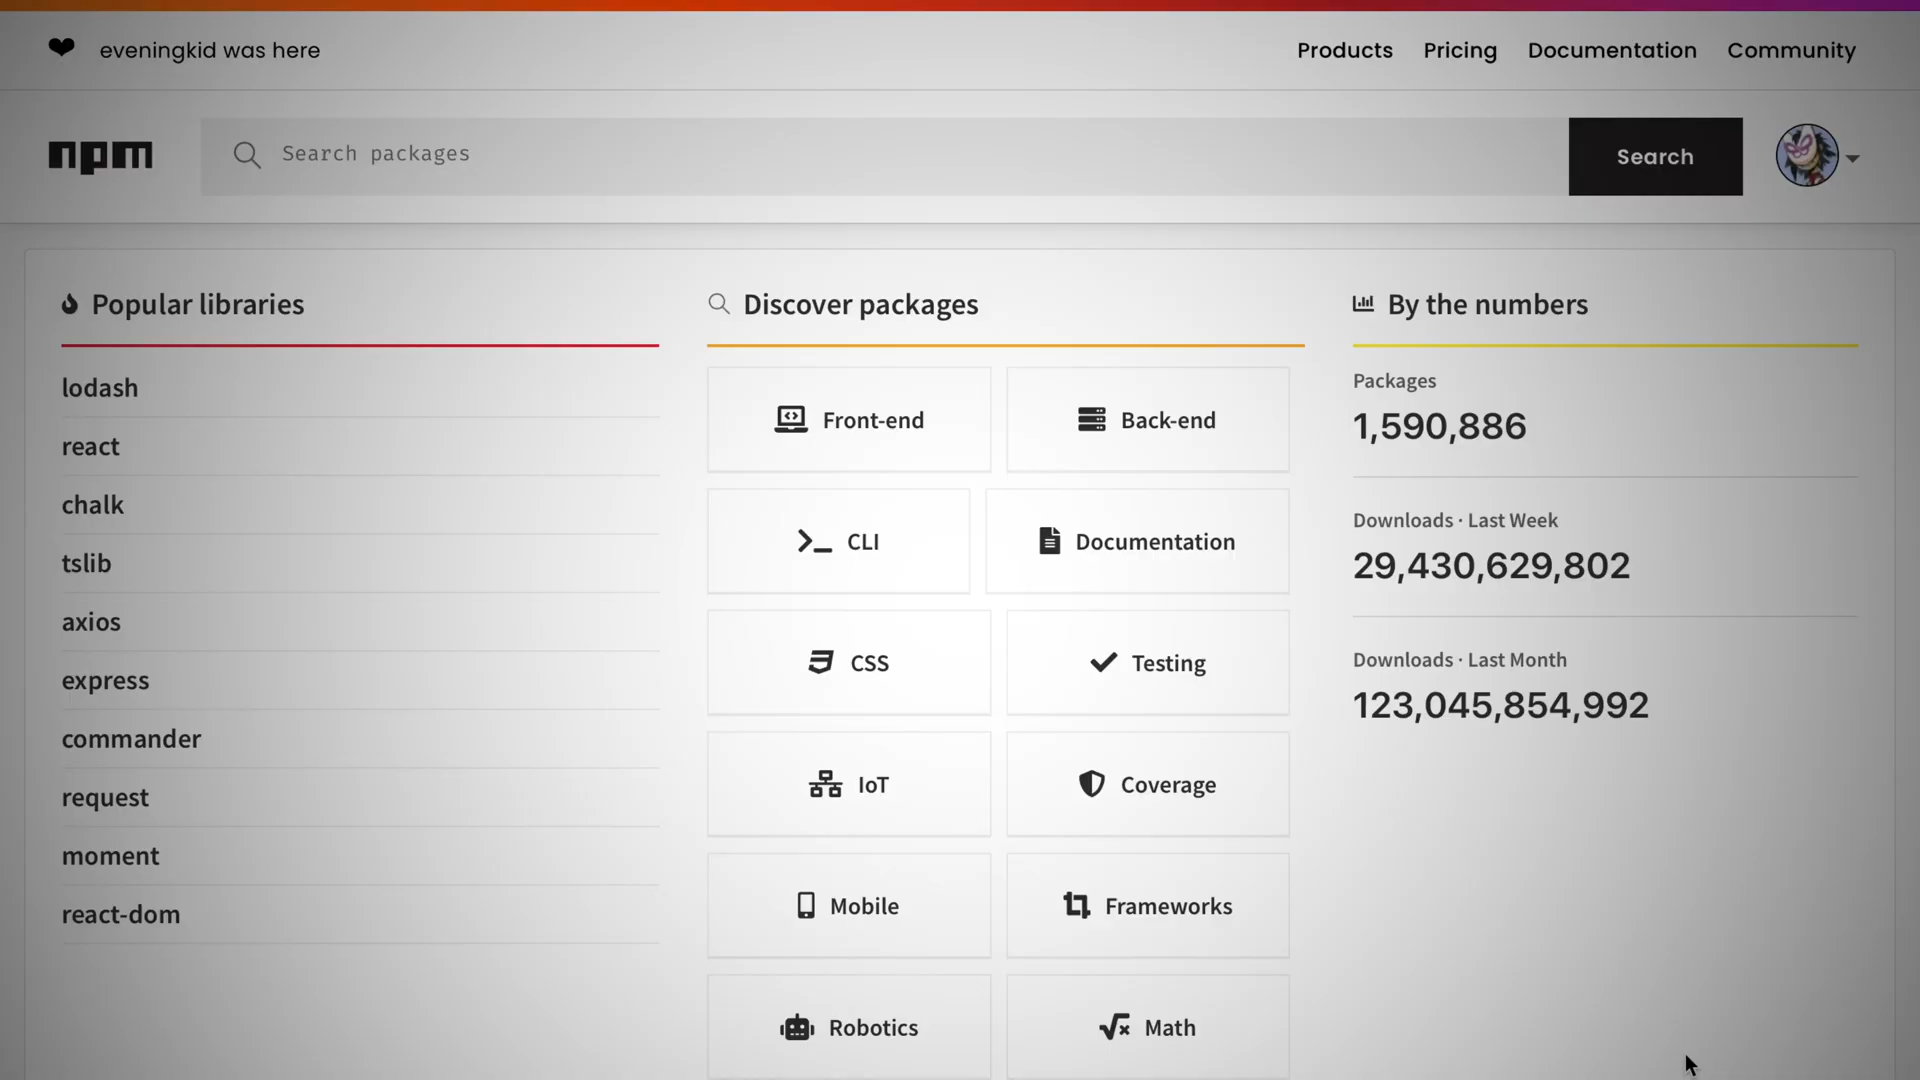 eveningkid was here
Products Pricing Documentation Community
npm
Search packages
Search
Popular libraries
lodash
react
chalk
tslib
axios
express
commander
request
moment
react-dom
Discover packages
Front-end
Back-end
CLI
Documentation
CSS
Testing
IoT
Coverage
Mobile
Frameworks
Robotics
Math
By the numbers
Packages
1,590,886
Downloads · Last Week
29,430,629,802
Downloads · Last Month
123,045,854,992